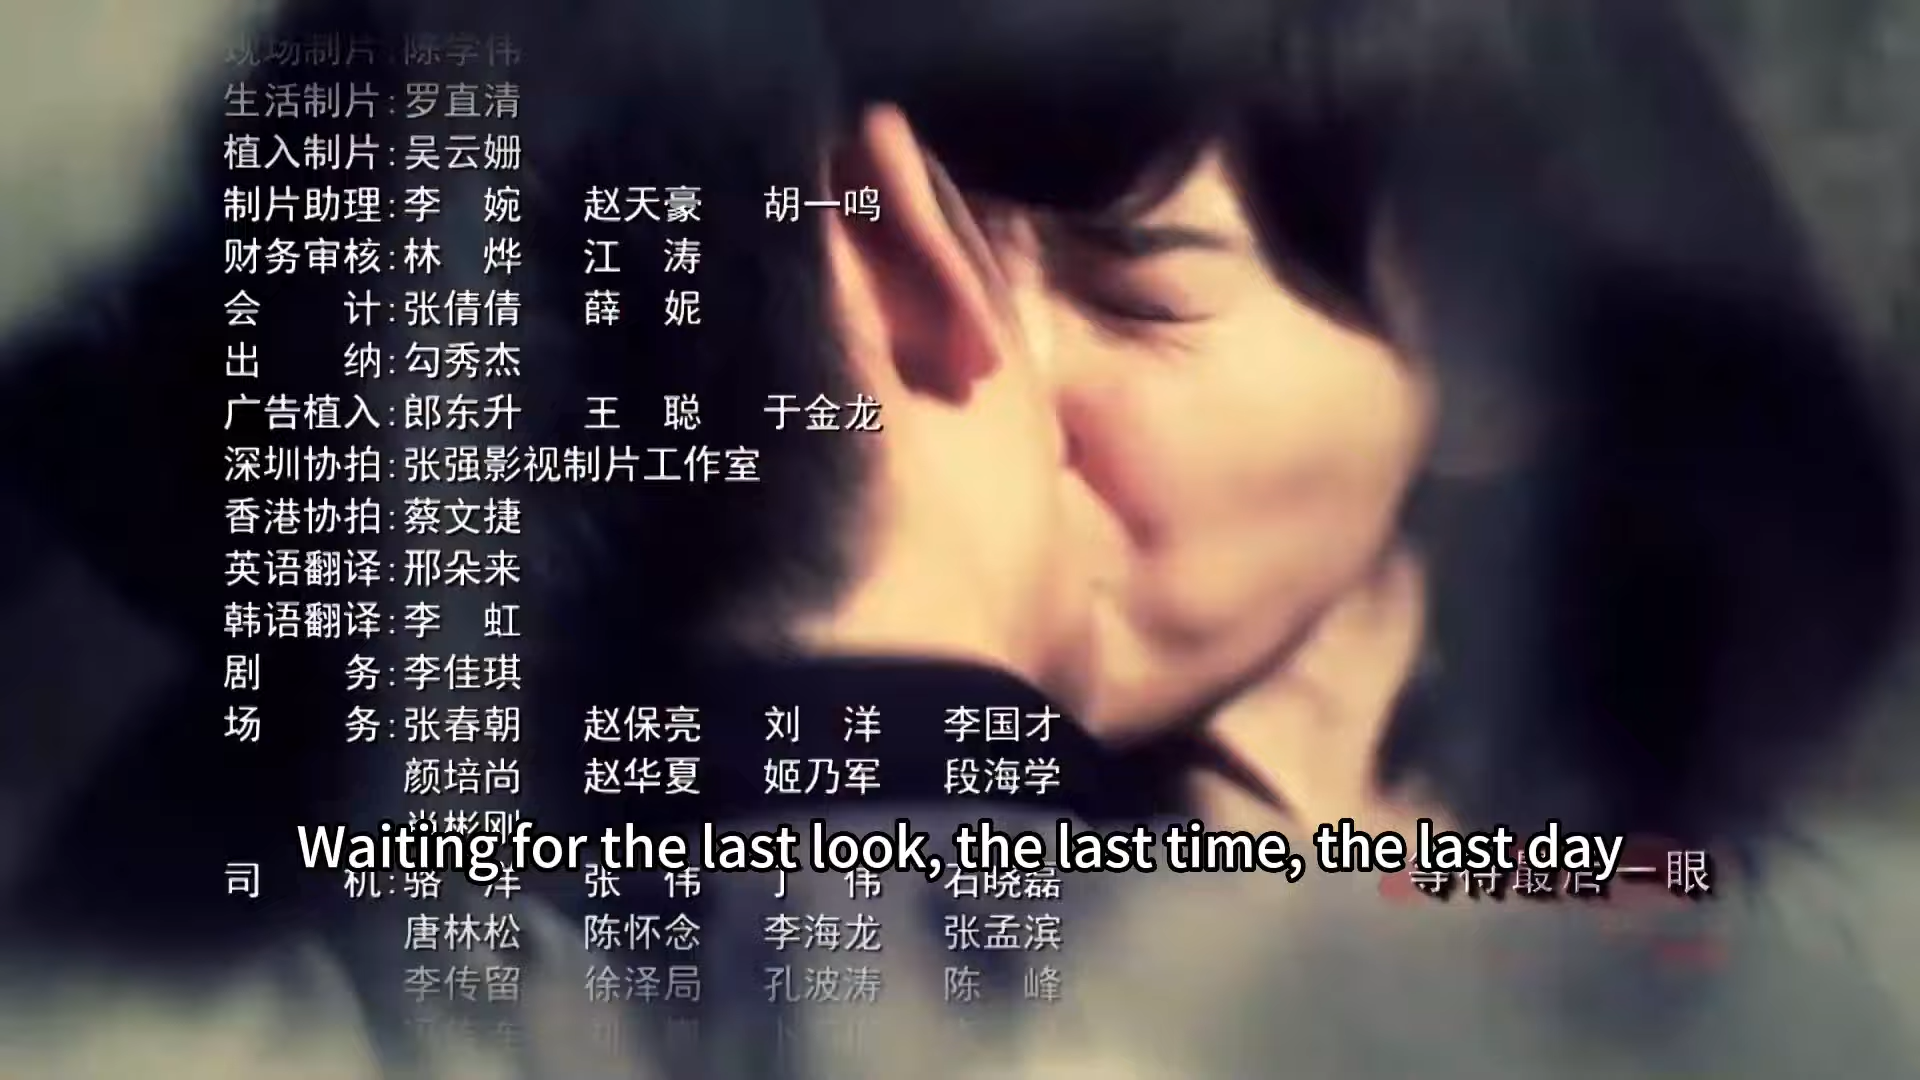 现场制片:陈学伟
生活制片:罗直清
植入制片:吴云姗
制片助理:李 婉 赵天豪 胡一鸣
财务审核:林 烨 江 涛
会 计:张倩倩 薛 妮
出 纳:勾秀杰
广告植入:郎东升 王 聪 于金龙
深圳协拍:张强影视制片工作室
香港协拍:蔡文捷
英语翻译:邢朵来
韩语翻译:李 虹
剧 务:李佳琪
场 务:张春朝 赵保亮 刘 洋 李国才
颜培尚 赵华夏 姬乃军 段海学
肖彬刚
Waiting for the last look, the last time, the last day
司 机:骆 洋 张 伟 丁 伟 石晓磊
等待最后一眼
唐林松 陈怀念 李海龙 张孟滨
李传留 徐泽局 孔波涛 陈 峰